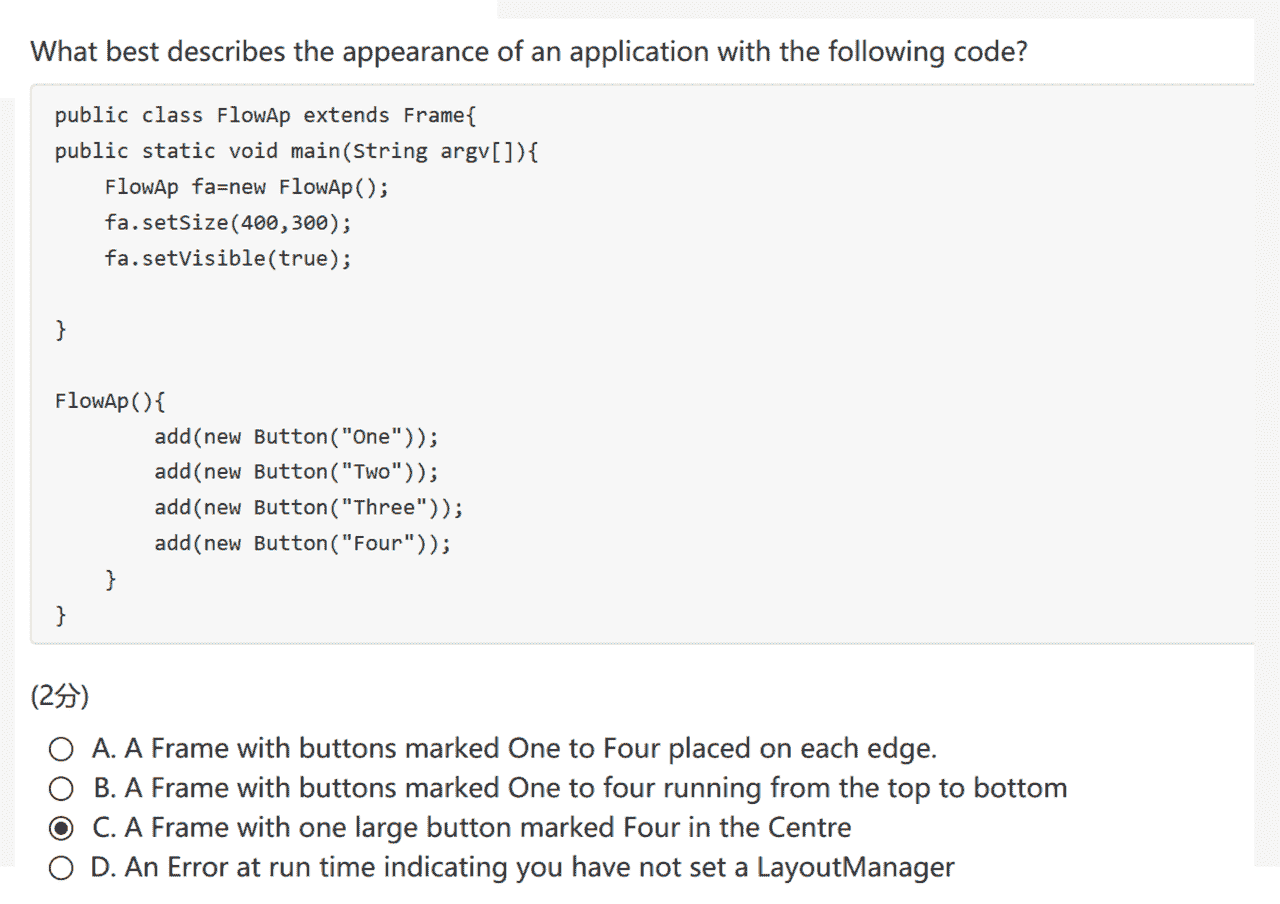 What best describes the appearance of an application with the following code?
public class FlowAp extends Frame{
public static void main(String argv[]){
    FlowAp fa=new FlowAp();
    fa.setSize(400,300);
    fa.setVisible(true);
}
FlowAp(){
        add(new Button("One"));
        add(new Button("Two"));
        add(new Button("Three"));
        add(new Button("Four"));
    }
}
(2分)
A. A Frame with buttons marked One to Four placed on each edge.
B. A Frame with buttons marked One to four running from the top to bottom
C. A Frame with one large button marked Four in the Centre
D. An Error at run time indicating you have not set a LayoutManager